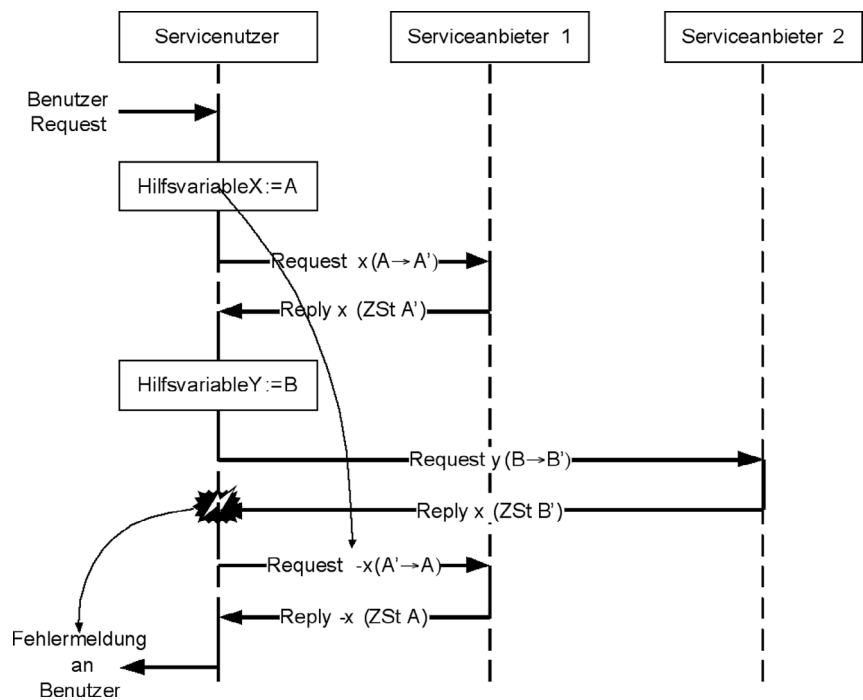 Servicenutzer
Serviceanbieter 1
Serviceanbieter 2
Benutzer
Request
HilfsvariableX:=A
Request x(A→A')
Reply x (ZSt A')
HilfsvariableY:=B
Request y(B→B')
Reply x (ZSt B')
Request -x(A'→A)
Reply -x (ZSt A)
Fehlermeldung
an
Benutzer